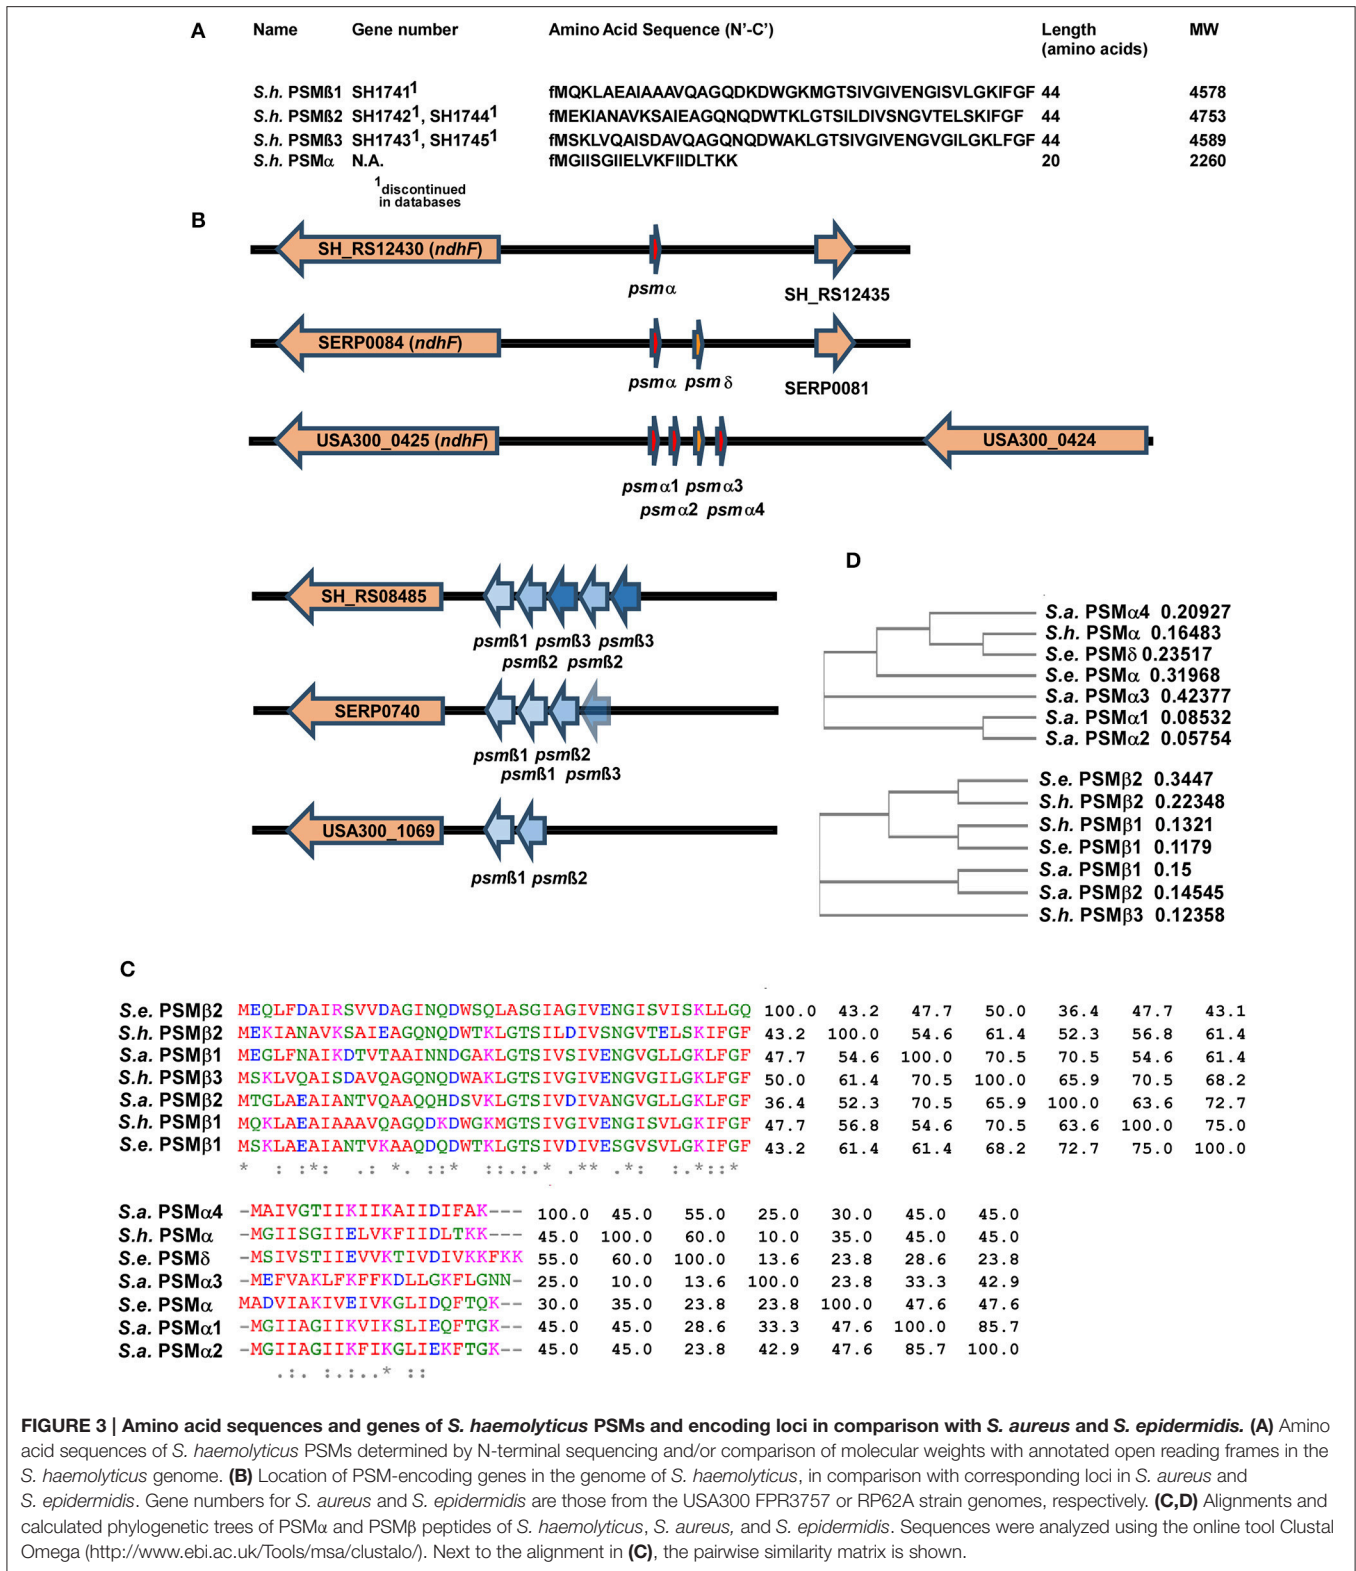 A Name Gene number Amino Acid Sequence (N'-C') Length MW
(amino acids)
S.h. PSMß1 SH1741¹ fMQKLAEAIAAAVQAGQDKDWGKMGTSIVGIVENGISVLGKIFGF 44 4578
S.h. PSMß2 SH1742¹, SH1744¹ fMEKIANAVKSAIEAGQNQDWTKLGTSILDIVSNGVTELSKIFGF 44 4753
S.h. PSMß3 SH1743¹, SH1745¹ fMSKLVQAISDAVQAGQNQDWAKLGTSIVGIVENGVGILGKLFGF 44 4589
S.h. PSMα N.A. fMGIISGIIELVKFIIDLTKK 20 2260
¹discontinued
in databases
B
SH_RS12430 (ndhF)
psmα SH_RS12435
SERP0084 (ndhF)
psmα psmδ SERP0081
USA300_0425 (ndhF) USA300_0424
psmα1 psmα3
psmα2 psmα4
SH_RS08485
psmß1 psmß3 psmß3
psmß2 psmß2
SERP0740
psmß1 psmß2
psmß1 psmß3
USA300_1069
psmß1 psmß2
D
S.a. PSMα4 0.20927
S.h. PSMα 0.16483
S.e. PSMδ 0.23517
S.e. PSMα 0.31968
S.a. PSMα3 0.42377
S.a. PSMα1 0.08532
S.a. PSMα2 0.05754
S.e. PSMβ2 0.3447
S.h. PSMβ2 0.22348
S.h. PSMβ1 0.1321
S.e. PSMβ1 0.1179
S.a. PSMβ1 0.15
S.a. PSMβ2 0.14545
S.h. PSMβ3 0.12358
C
S.e. PSMβ2 MEQLFDAIRSVVDAGINQDWSQLASGIAGIVENGISVISKLLGQ 100.0 43.2 47.7 50.0 36.4 47.7 43.1
S.h. PSMβ2 MEKIANAVKSAIEAGQNQDWTKLGTSILDIVSNGVTELSKIFGF 43.2 100.0 54.6 61.4 52.3 56.8 61.4
S.a. PSMβ1 MEGLFNAIKDTVTAAINNDGAKLGTSIVSIVENGVGLLGKLFGF 47.7 54.6 100.0 70.5 70.5 54.6 61.4
S.h. PSMβ3 MSKLVQAISDAVQAGQNQDWAKLGTSIVGIVENGVGILGKLFGF 50.0 61.4 70.5 100.0 65.9 70.5 68.2
S.a. PSMβ2 MTGLAEAIANTVQAAQQHDSVKLGTSIVDIVANGVGLLGKLFGF 36.4 52.3 70.5 65.9 100.0 63.6 72.7
S.h. PSMβ1 MQKLAEAIAAAVQAGQDKDWGKMGTSIVGIVENGISVLGKIFGF 47.7 56.8 54.6 70.5 63.6 100.0 75.0
S.e. PSMβ1 MSKLAEAIANTVKAAQDQDWTKLGTSIVDIVESGVSVLGKIFGF 43.2 61.4 61.4 68.2 72.7 75.0 100.0
* : :*: .: *. ::* ::.:.* .** .*: :.*::*
S.a. PSMα4 -MAIVGTIIKIIKAIIDIFAK--- 100.0 45.0 55.0 25.0 30.0 45.0 45.0
S.h. PSMα -MGIISGIIELVKFIIDLTKK--- 45.0 100.0 60.0 10.0 35.0 45.0 45.0
S.e. PSMδ -MSIVSTIIEVVKTIVDIVKKFKK 55.0 60.0 100.0 13.6 23.8 28.6 23.8
S.a. PSMα3 -MEFVAKLFKFFKDLLGKFLGNN- 25.0 10.0 13.6 100.0 23.8 33.3 42.9
S.e. PSMα MADVIAKIVEIVKGLIDQFTQK-- 30.0 35.0 23.8 23.8 100.0 47.6 47.6
S.a. PSMα1 -MGIIAGIIKVIKSLIEQFTGK-- 45.0 45.0 28.6 33.3 47.6 100.0 85.7
S.a. PSMα2 -MGIIAGIIKFIKGLIEKFTGK-- 45.0 45.0 23.8 42.9 47.6 85.7 100.0
.:. :.:..* ::
FIGURE 3 | Amino acid sequences and genes of S. haemolyticus PSMs and encoding loci in comparison with S. aureus and S. epidermidis. (A) Amino
acid sequences of S. haemolyticus PSMs determined by N-terminal sequencing and/or comparison of molecular weights with annotated open reading frames in the
S. haemolyticus genome. (B) Location of PSM-encoding genes in the genome of S. haemolyticus, in comparison with corresponding loci in S. aureus and
S. epidermidis. Gene numbers for S. aureus and S. epidermidis are those from the USA300 FPR3757 or RP62A strain genomes, respectively. (C,D) Alignments and
calculated phylogenetic trees of PSMα and PSMβ peptides of S. haemolyticus, S. aureus, and S. epidermidis. Sequences were analyzed using the online tool Clustal
Omega (http://www.ebi.ac.uk/Tools/msa/clustalo/). Next to the alignment in (C), the pairwise similarity matrix is shown.